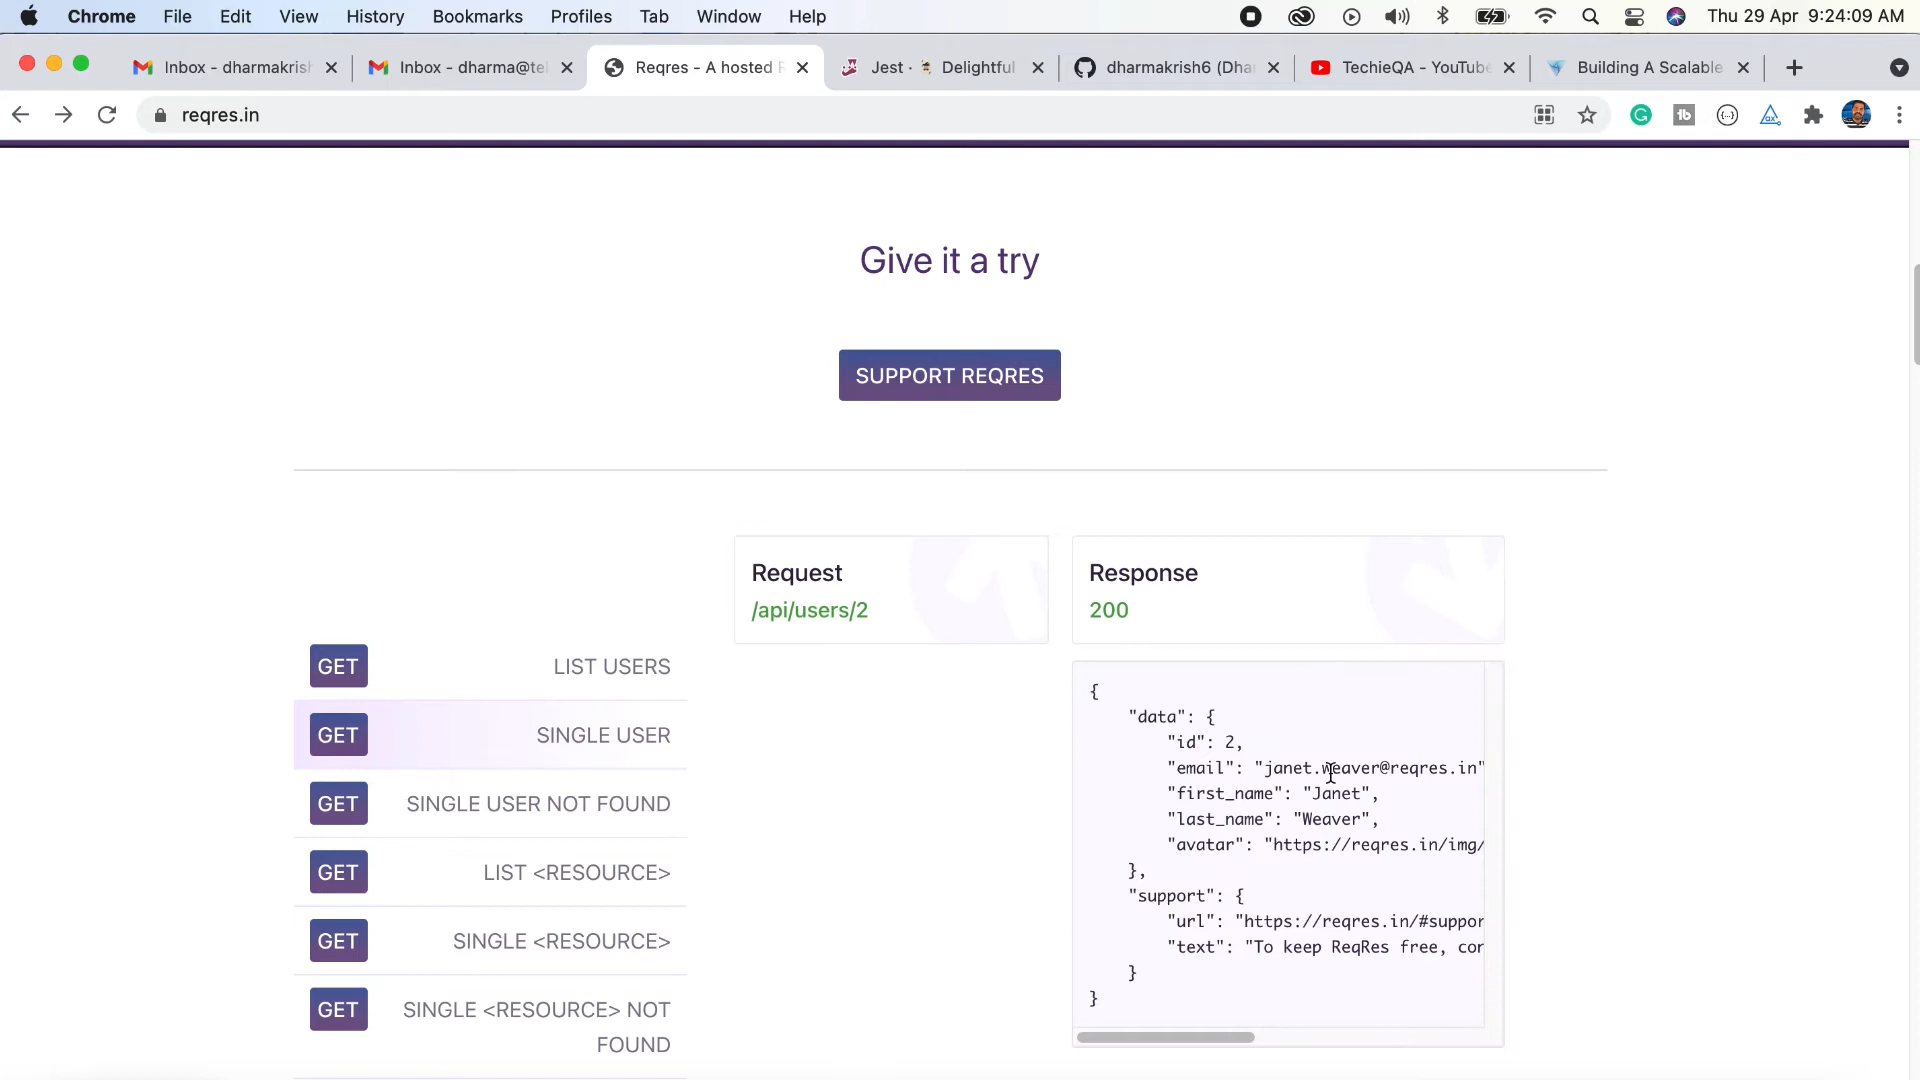 Chrome File Edit View History Bookmarks Profiles Tab Window Help Thu 29 Apr 9:24:09 AM
Inbox - dharmakrish Inbox - dharma@te Reqres - A hosted Jest · Delightful dharmakrish6 (Dha TechieQA - YouTube Building A Scalable
reqres.in
Give it a try
SUPPORT REQRES
Request
/api/users/2
Response
200
GET LIST USERS
GET SINGLE USER
GET SINGLE USER NOT FOUND
GET LIST <RESOURCE>
GET SINGLE <RESOURCE>
GET SINGLE <RESOURCE> NOT
FOUND
{
"data": {
"id": 2,
"email": "janet.weaver@reqres.in"
"first_name": "Janet",
"last_name": "Weaver",
"avatar": "https://reqres.in/img/
},
"support": {
"url": "https://reqres.in/#suppor
"text": "To keep ReqRes free, cor
}
}